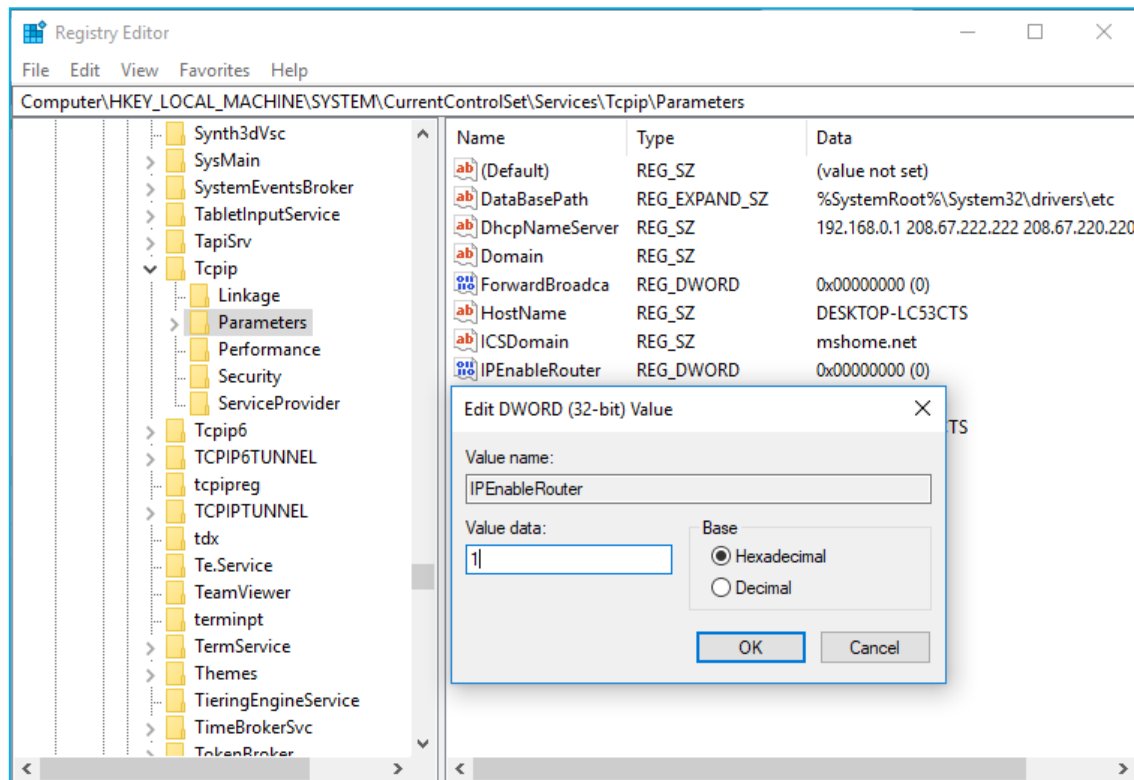 Registry Editor
File Edit View Favorites Help
Computer\HKEY_LOCAL_MACHINE\SYSTEM\CurrentControlSet\Services\Tcpip\Parameters
Synth3dVsc
SysMain
SystemEventsBroker
TabletInputService
TapiSrv
Tcpip
Linkage
Parameters
Performance
Security
ServiceProvider
Tcpip6
TCPIP6TUNNEL
tcpipreg
TCPIPTUNNEL
tdx
Te.Service
TeamViewer
terminpt
TermService
Themes
TieringEngineService
TimeBrokerSvc
TokenBroker
Name Type Data
(Default) REG_SZ (value not set)
DataBasePath REG_EXPAND_SZ %SystemRoot%\System32\drivers\etc
DhcpNameServer REG_SZ 192.168.0.1 208.67.222.222 208.67.220.220
Domain REG_SZ
ForwardBroadca REG_DWORD 0x00000000 (0)
HostName REG_SZ DESKTOP-LC53CTS
ICSDomain REG_SZ mshome.net
IPEnableRouter REG_DWORD 0x00000000 (0)
CTS
Edit DWORD (32-bit) Value
Value name:
IPEnableRouter
Value data:
1
Base
Hexadecimal
Decimal
OK Cancel